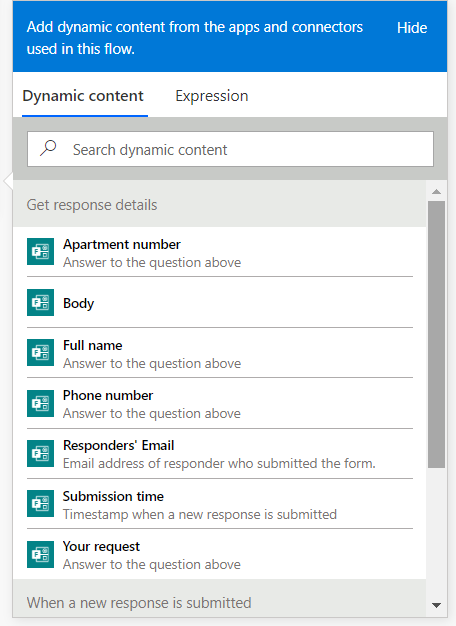 Add dynamic content from the apps and connectors
used in this flow.
Hide
Dynamic content
Expression
Search dynamic content
Get response details
Apartment number
Answer to the question above
Body
Full name
Answer to the question above
Phone number
Answer to the question above
Responders' Email
Email address of responder who submitted the form.
Submission time
Timestamp when a new response is submitted
Your request
Answer to the question above
When a new response is submitted